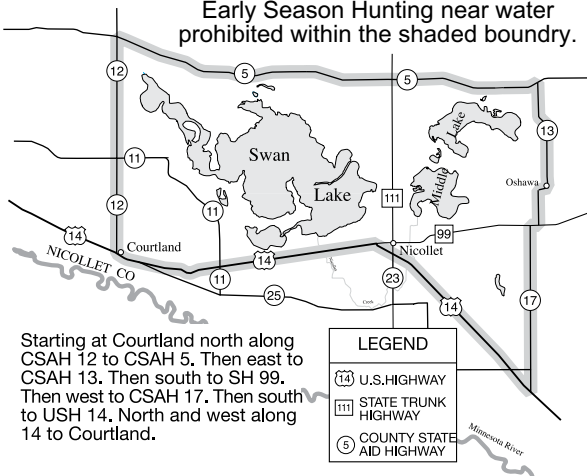 Early Season Hunting near water
prohibited within the shaded boundry.
12
5
5
13
11
Swan
Lake
Middle
Lake
Oshawa
12
11
111
99
14
Courtland
14
Nicollet
NICOLLET CO
11
25
23
14
17
Creek
Starting at Courtland north along
CSAH 12 to CSAH 5. Then east to
CSAH 13. Then south to SH 99.
Then west to CSAH 17. Then south
to USH 14. North and west along
14 to Courtland.
LEGEND
14 U.S.HIGHWAY
111 STATE TRUNK
HIGHWAY
5 COUNTY STATE
AID HIGHWAY
Minnesota River